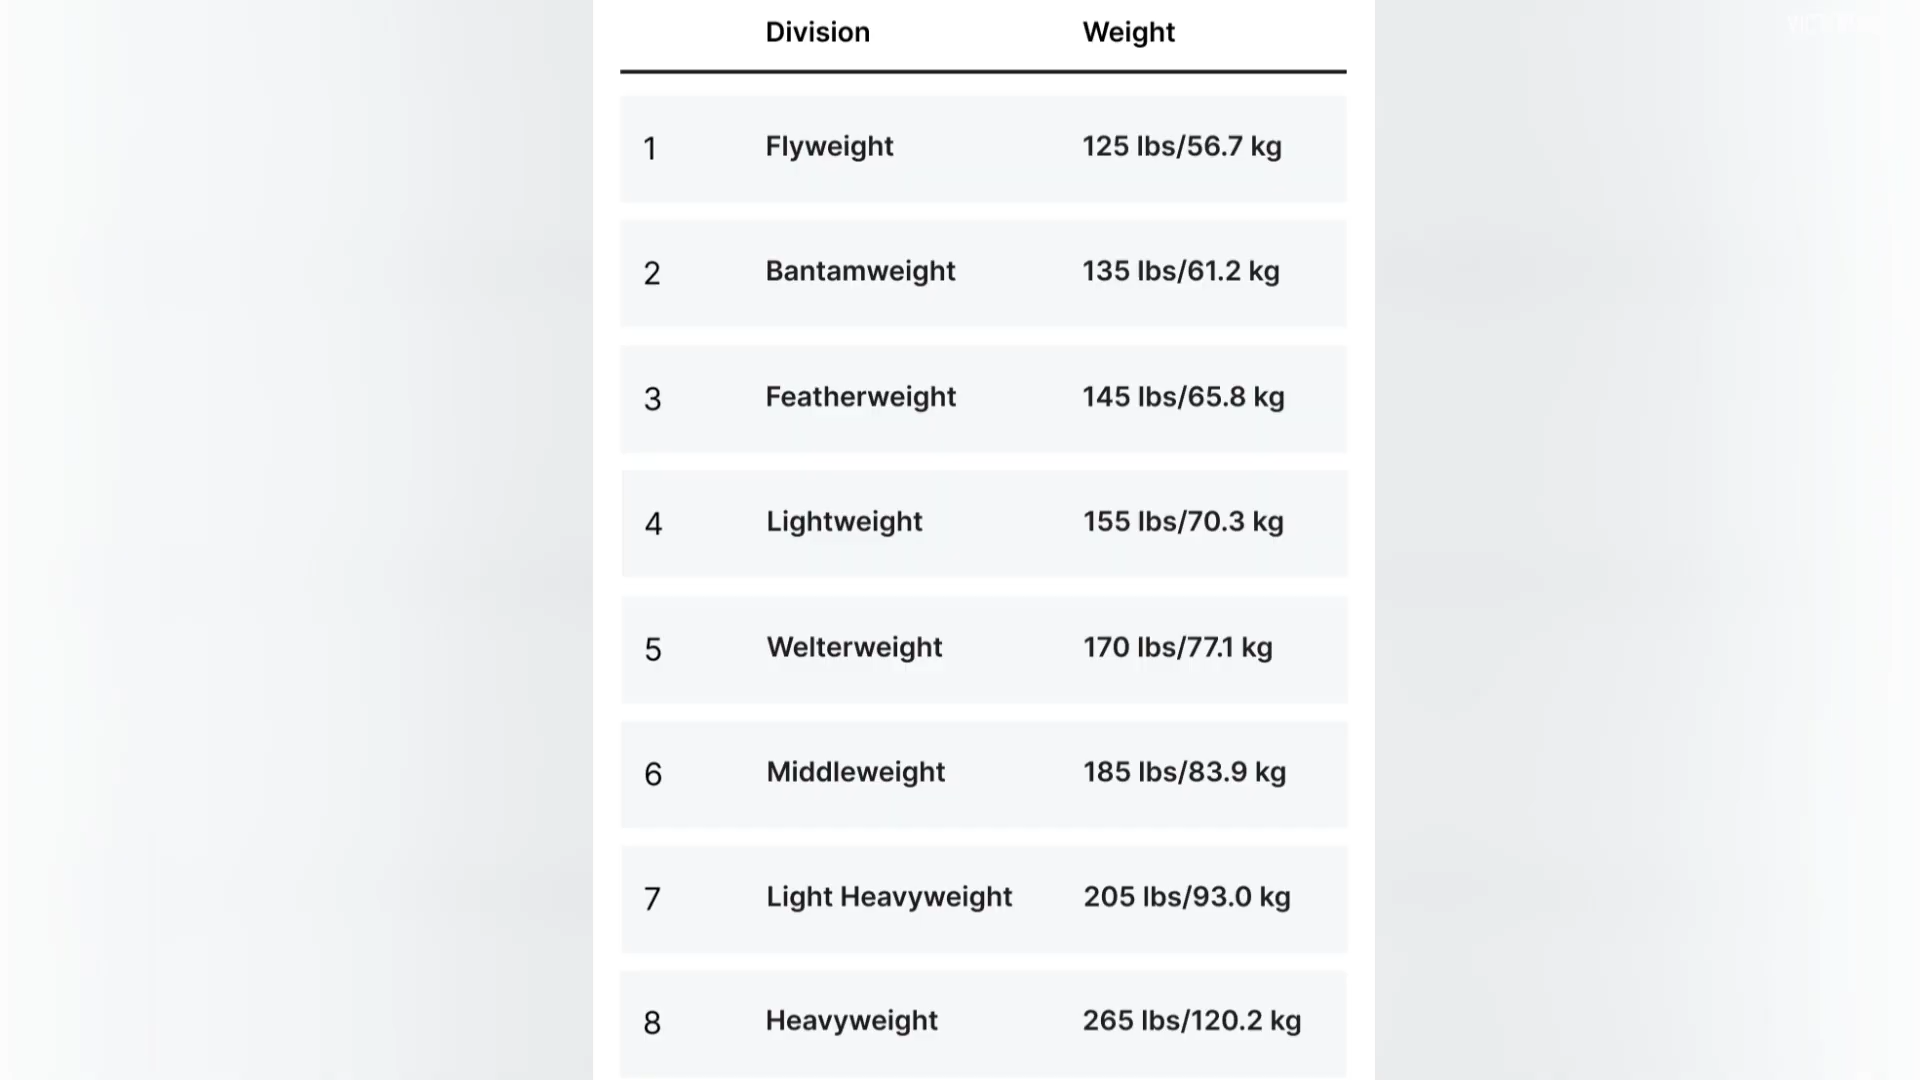 Division Weight
1 Flyweight 125 lbs/56.7 kg
2 Bantamweight 135 lbs/61.2 kg
3 Featherweight 145 lbs/65.8 kg
4 Lightweight 155 lbs/70.3 kg
5 Welterweight 170 lbs/77.1 kg
6 Middleweight 185 lbs/83.9 kg
7 Light Heavyweight 205 lbs/93.0 kg
8 Heavyweight 265 lbs/120.2 kg